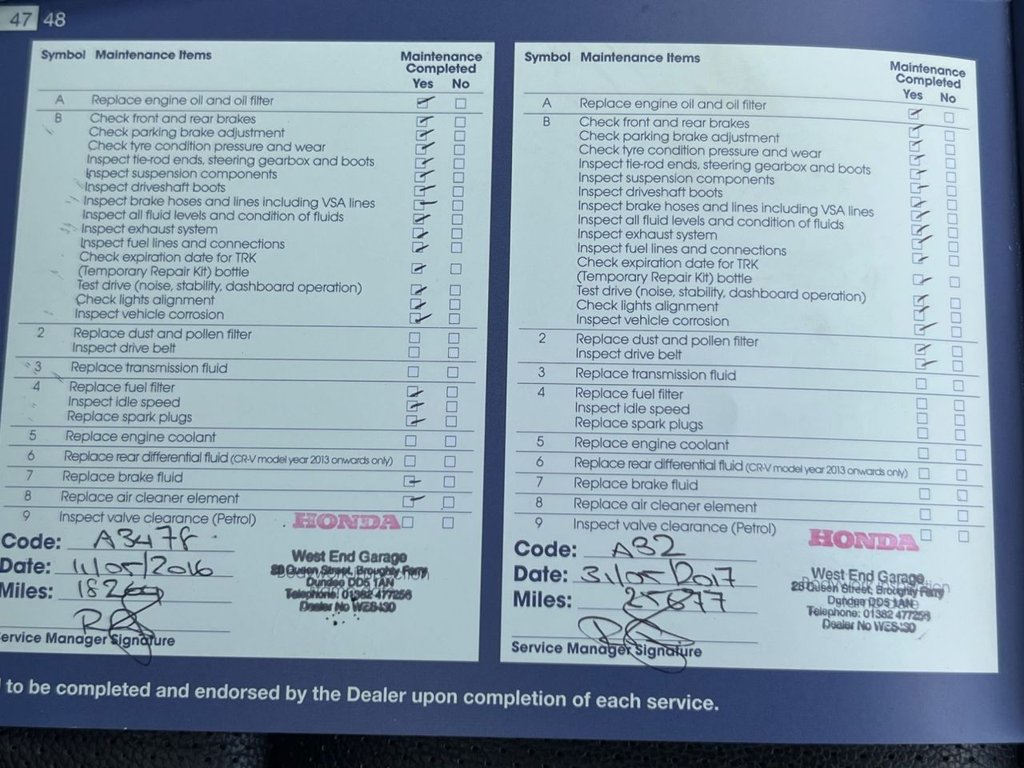 47 48
Symbol Maintenance Items
Maintenance
Completed
Yes No
A Replace engine oil and oil filter
B Check front and rear brakes
Check parking brake adjustment
Check tyre condition pressure and wear
Inspect tie-rod ends, steering gearbox and boots
Inspect suspension components
Inspect driveshaft boots
Inspect brake hoses and lines including VSA lines
Inspect all fluid levels and condition of fluids
Inspect exhaust system
Inspect fuel lines and connections
Check expiration date for TRK
(Temporary Repair Kit) bottle
Test drive (noise, stability, dashboard operation)
Check lights alignment
Inspect vehicle corrosion
2 Replace dust and pollen filter
Inspect drive belt
3 Replace transmission fluid
4 Replace fuel filter
Inspect idle speed
Replace spark plugs
5 Replace engine coolant
6 Replace rear differential fluid (CR-V model year 2013 onwards only)
7 Replace brake fluid
8 Replace air cleaner element
9 Inspect valve clearance (Petrol)
HONDA
Code: A3478
Date: 11/05/2016
Miles:
West End Garage
28 Queen Street, Broughty Ferry
Dundee DD5 1AN
Telephone: 01382 477256
Dealer No WES430
Service Manager Signature
Symbol Maintenance Items
Maintenance
Completed
Yes No
A Replace engine oil and oil filter
B Check front and rear brakes
Check parking brake adjustment
Check tyre condition pressure and wear
Inspect tie-rod ends, steering gearbox and boots
Inspect suspension components
Inspect driveshaft boots
Inspect brake hoses and lines including VSA lines
Inspect all fluid levels and condition of fluids
Inspect exhaust system
Inspect fuel lines and connections
Check expiration date for TRK
(Temporary Repair Kit) bottle
Test drive (noise, stability, dashboard operation)
Check lights alignment
Inspect vehicle corrosion
2 Replace dust and pollen filter
Inspect drive belt
3 Replace transmission fluid
4 Replace fuel filter
Inspect idle speed
Replace spark plugs
5 Replace engine coolant
6 Replace rear differential fluid (CR-V model year 2013 onwards only)
7 Replace brake fluid
8 Replace air cleaner element
9 Inspect valve clearance (Petrol)
HONDA
Code: A32
Date: 31/05/2017
Miles: 25877
West End Garage
28 Queen Street, Broughty Ferry
Dundee DD5 1AN
Telephone: 01382 477256
Dealer No
Service Manager Signature
to be completed and endorsed by the Dealer upon completion of each service.